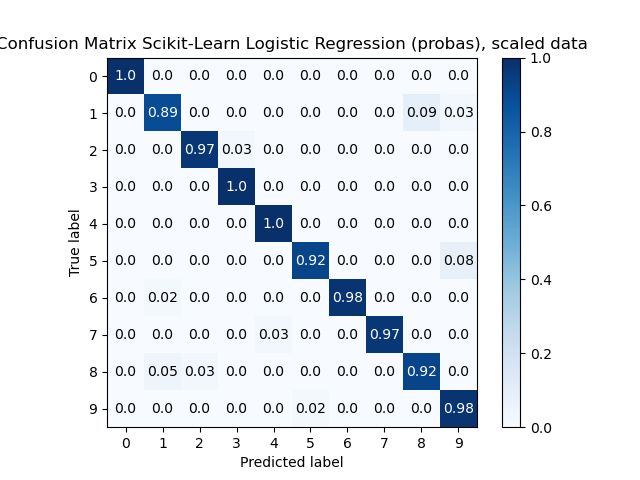 Confusion Matrix Scikit-Learn Logistic Regression (probas), scaled data
0 1.0 0.0 0.0 0.0 0.0 0.0 0.0 0.0 0.0 0.0
1 0.0 0.89 0.0 0.0 0.0 0.0 0.0 0.0 0.09 0.03
2 0.0 0.0 0.97 0.03 0.0 0.0 0.0 0.0 0.0 0.0
3 0.0 0.0 0.0 1.0 0.0 0.0 0.0 0.0 0.0 0.0
4 0.0 0.0 0.0 0.0 1.0 0.0 0.0 0.0 0.0 0.0
5 0.0 0.0 0.0 0.0 0.0 0.92 0.0 0.0 0.0 0.08
6 0.0 0.02 0.0 0.0 0.0 0.0 0.98 0.0 0.0 0.0
7 0.0 0.0 0.0 0.0 0.03 0.0 0.0 0.97 0.0 0.0
8 0.0 0.05 0.03 0.0 0.0 0.0 0.0 0.0 0.92 0.0
9 0.0 0.0 0.0 0.0 0.0 0.02 0.0 0.0 0.0 0.98
0 1 2 3 4 5 6 7 8 9
Predicted label
True label
1.0
0.8
0.6
0.4
0.2
0.0